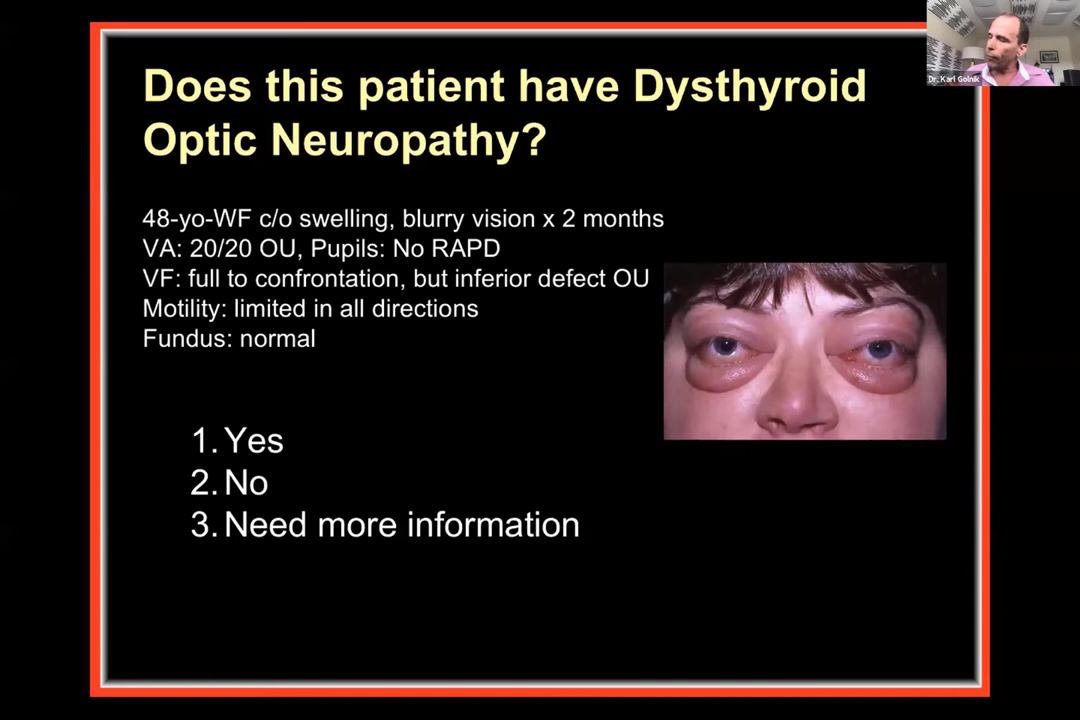 Dr. Karl Golnik
Does this patient have Dysthyroid
Optic Neuropathy?
48-yo-WF c/o swelling, blurry vision x 2 months
VA: 20/20 OU, Pupils: No RAPD
VF: full to confrontation, but inferior defect OU
Motility: limited in all directions
Fundus: normal
1. Yes
2. No
3. Need more information